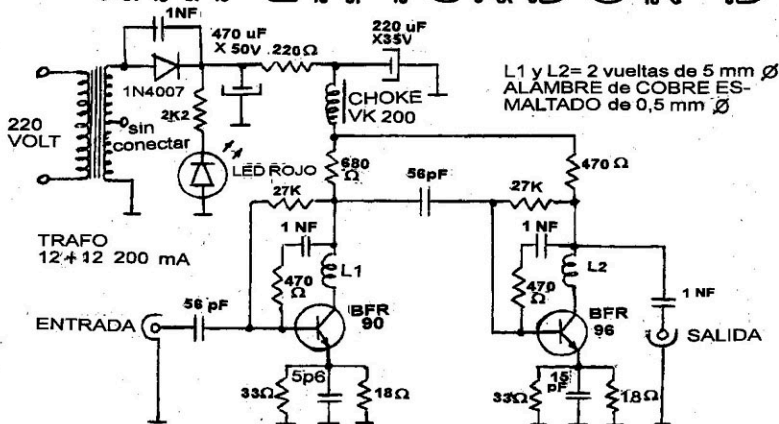 1NF
470 uF
X 50V
220Ω
220 uF
X35V
1N4007
2K2
220
VOLT
sin
conectar
LED ROJO
CHOKE
VK 200
L1 y L2= 2 vueltas de 5 mm Ø
ALAMBRE de COBRE ES-
MALTADO de 0,5 mm Ø
680
Ω
56pF
470 Ω
27K
27K
TRAFO
12+12 200 mA
1 NF
470
Ω
L1
1 NF
470
Ω
L2
1 NF
ENTRADA
56 pF
BFR
90
BFR
96
SALIDA
33Ω
5p6
18Ω
33Ω
15
pF
18Ω